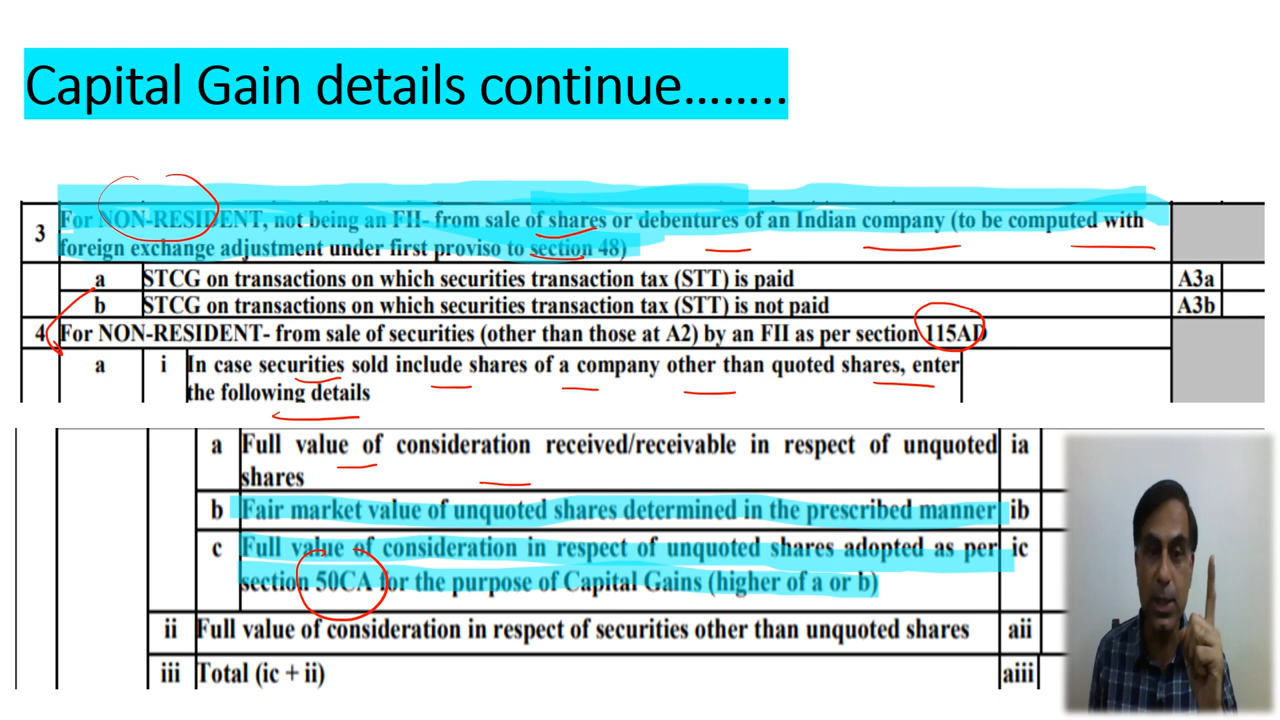 Capital Gain details continue……..
3 For NON-RESIDENT, not being an FII- from sale of shares or debentures of an Indian company (to be computed with
foreign exchange adjustment under first proviso to section 48)
a STCG on transactions on which securities transaction tax (STT) is paid A3a
b STCG on transactions on which securities transaction tax (STT) is not paid A3b
4 For NON-RESIDENT- from sale of securities (other than those at A2) by an FII as per section 115AD
a i In case securities sold include shares of a company other than quoted shares, enter
the following details
a Full value of consideration received/receivable in respect of unquoted ia
shares
b Fair market value of unquoted shares determined in the prescribed manner ib
c Full value of consideration in respect of unquoted shares adopted as per ic
section 50CA for the purpose of Capital Gains (higher of a or b)
ii Full value of consideration in respect of securities other than unquoted shares aii
iii Total (ic + ii) aiii